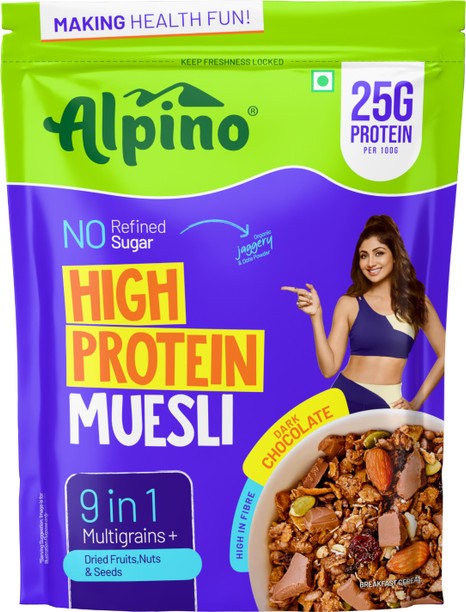 MAKING HEALTH FUN!
KEEP FRESHNESS LOCKED
Alpino®
25G
PROTEIN
PER 100G
NO Refined
Sugar
Organic
jaggery
& Date Powder
HIGH
PROTEIN
MUESLI
DARK
CHOCOLATE
HIGH IN FIBRE
9 in 1
Multigrains +
Dried Fruits, Nuts
& Seeds
BREAKFAST CEREAL